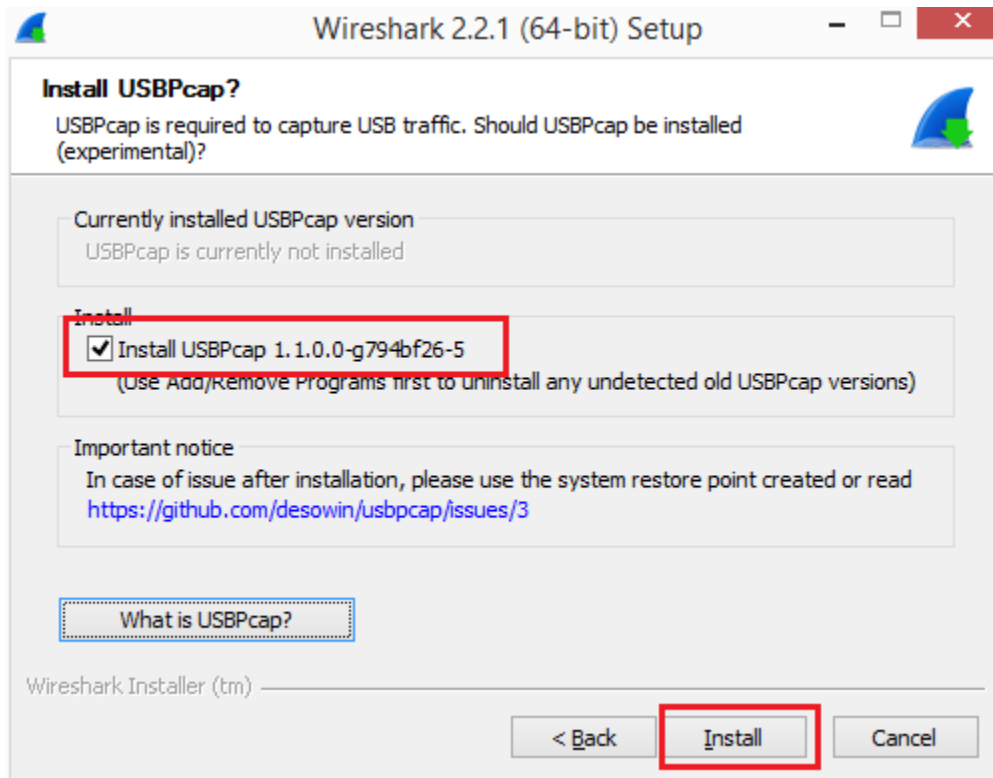 Wireshark 2.2.1 (64-bit) Setup
Install USBPcap?
USBPcap is required to capture USB traffic. Should USBPcap be installed
(experimental)?
Currently installed USBPcap version
USBPcap is currently not installed
Install
Install USBPcap 1.1.0.0-g794bf26-5
(Use Add/Remove Programs first to uninstall any undetected old USBPcap versions)
Important notice
In case of issue after installation, please use the system restore point created or read
https://github.com/desowin/usbpcap/issues/3
What is USBPcap?
Wireshark Installer (tm)
< Back Install Cancel